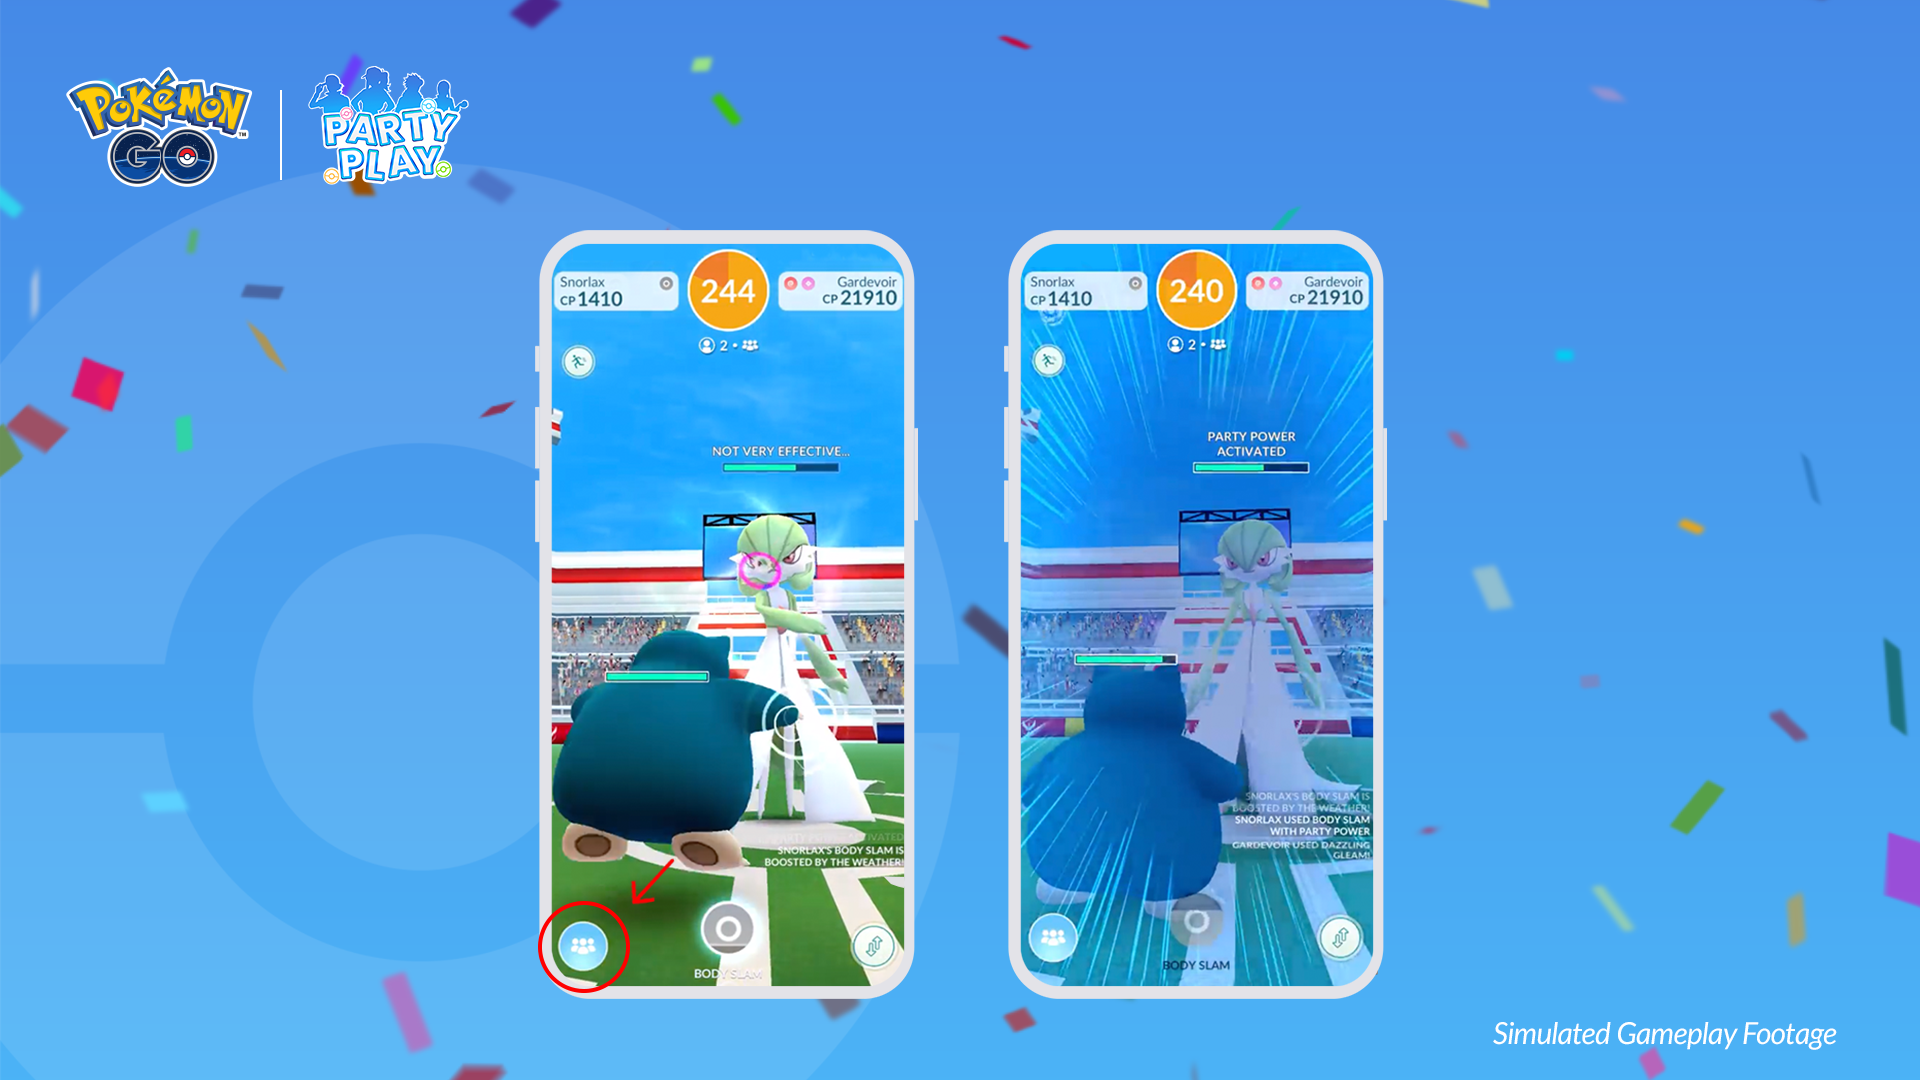 POKéMON
GO
PARTY
PLAY
Snorlax
CP 1410
244
Gardevoir
CP 21910
2 •
NOT VERY EFFECTIVE...
SNORLAX'S BODY SLAM IS
BOOSTED BY THE WEATHER!
BODY SLAM
Snorlax
CP 1410
240
Gardevoir
CP 21910
2 •
PARTY POWER
ACTIVATED
SNORLAX'S BODY SLAM IS
BOOSTED BY THE WEATHER!
SNORLAX USED BODY SLAM
WITH PARTY POWER
GARDEVOIR USED DAZZLING
GLEAM!
BODY SLAM
Simulated Gameplay Footage